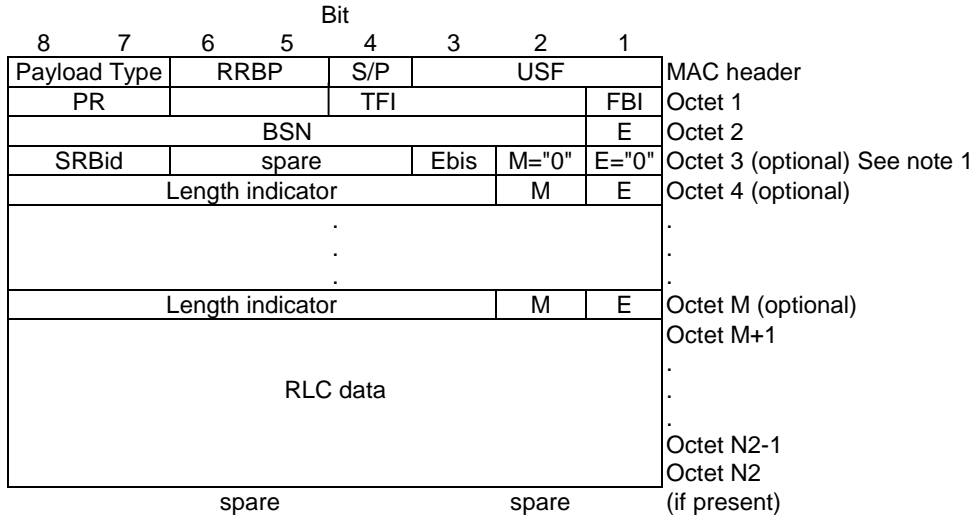 Bit
8 7 6 5 4 3 2 1
Payload Type RRBP S/P USF MAC header
PR TFI FBI Octet 1
BSN E Octet 2
SRBid spare Ebis M="0" E="0" Octet 3 (optional) See note 1
Length indicator M E Octet 4 (optional)
. .
. .
. .
Length indicator M E Octet M (optional)
Octet M+1
.
RLC data .
.
Octet N2-1
Octet N2
spare spare (if present)